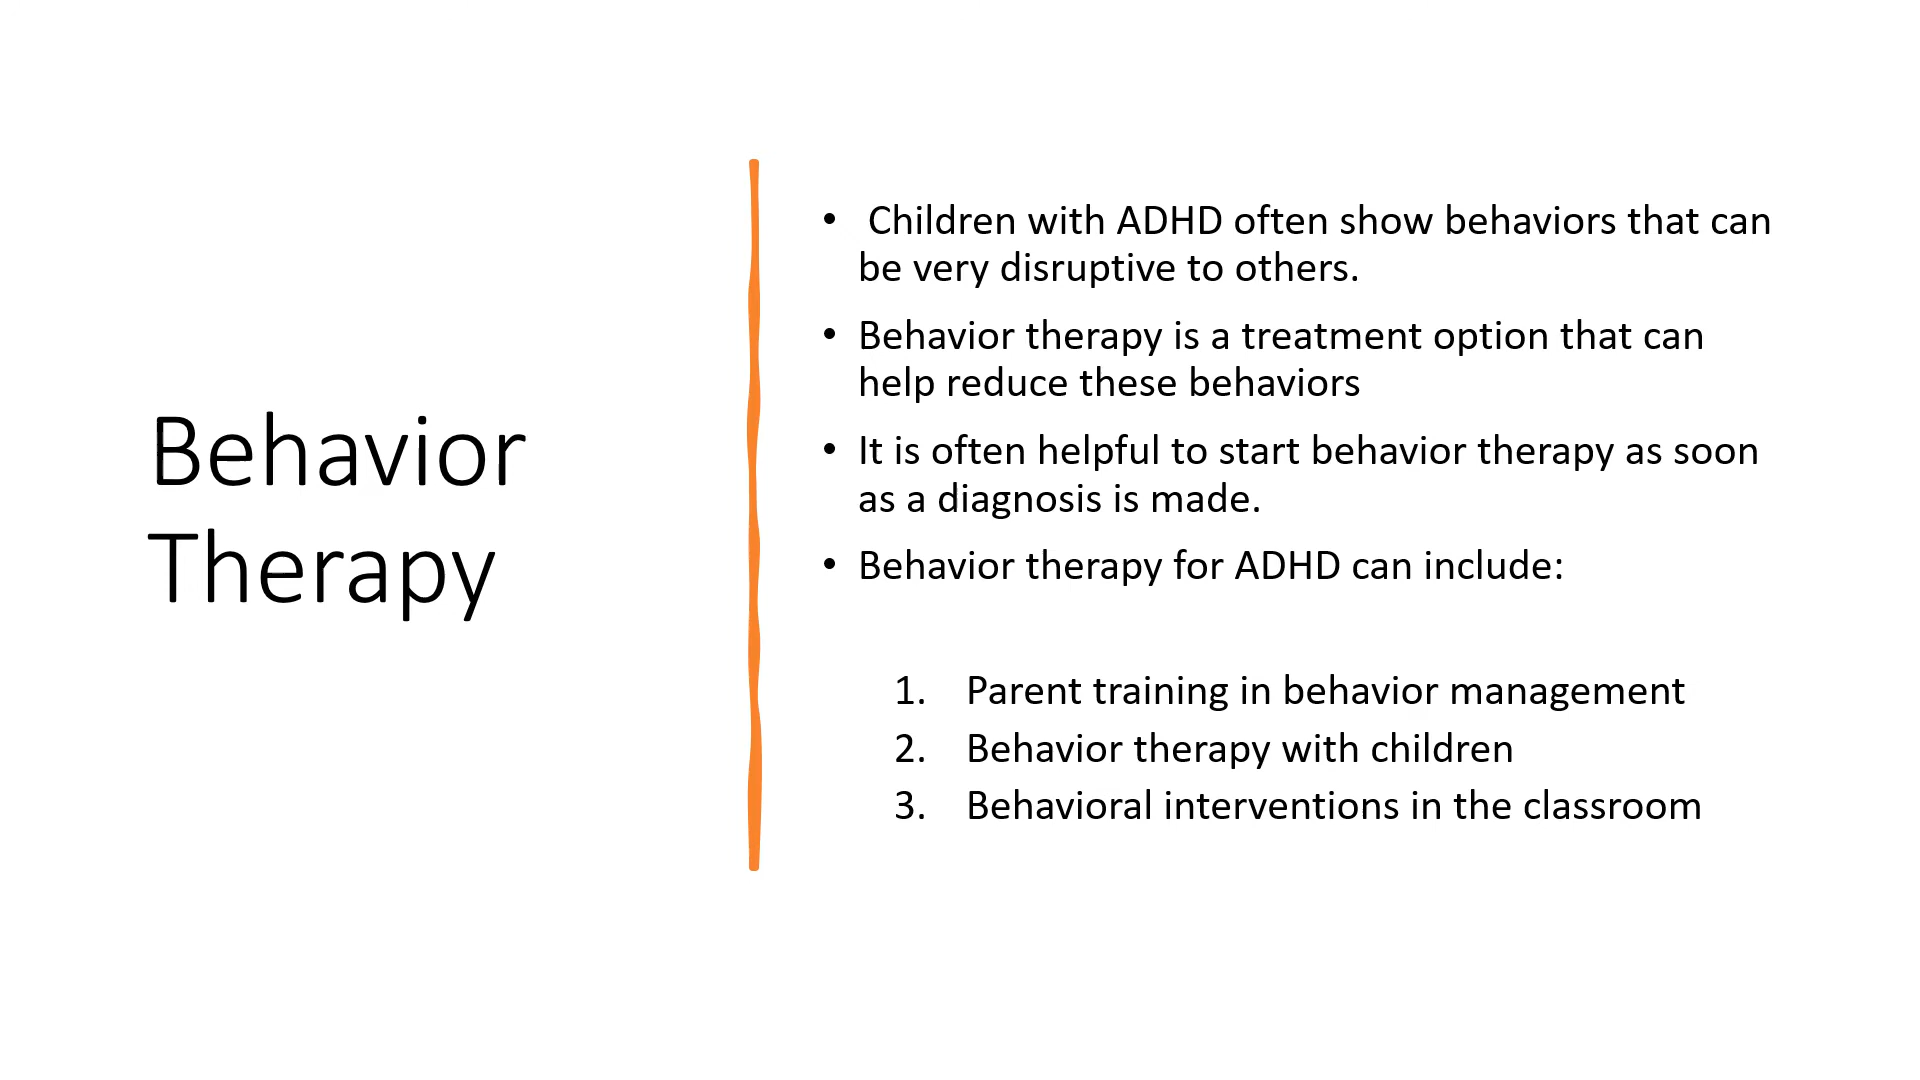 Behavior
Therapy
• Children with ADHD often show behaviors that can
be very disruptive to others.
• Behavior therapy is a treatment option that can
help reduce these behaviors
• It is often helpful to start behavior therapy as soon
as a diagnosis is made.
• Behavior therapy for ADHD can include:
1. Parent training in behavior management
2. Behavior therapy with children
3. Behavioral interventions in the classroom